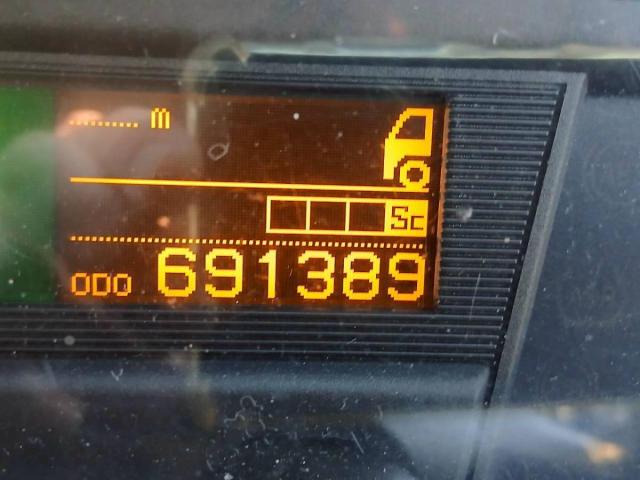 .......... m
Sc
ODO 691389